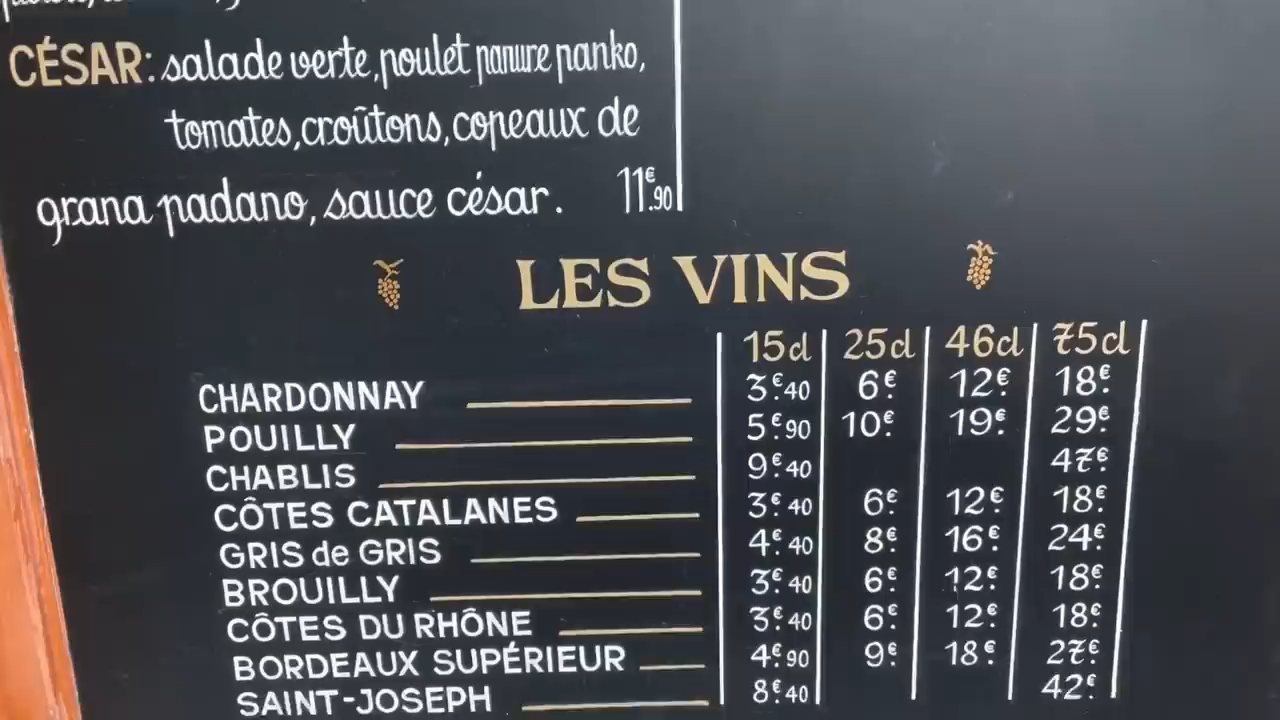 CÉSAR: salade verte, poulet panure panko,
tomates, croûtons, copeaux de
grana padano, sauce césar. 11€90
LES VINS
15cl 25cl 46cl 75cl
CHARDONNAY 3€40 6€ 12€ 18€
POUILLY 5€90 10€ 19€ 29€
CHABLIS 9€40 47€
CÔTES CATALANES 3€40 6€ 12€ 18€
GRIS de GRIS 4€40 8€ 16€ 24€
BROUILLY 3€40 6€ 12€ 18€
CÔTES DU RHÔNE 3€40 6€ 12€ 18€
BORDEAUX SUPÉRIEUR 4€90 9€ 18€ 27€
SAINT-JOSEPH 8€40 42€